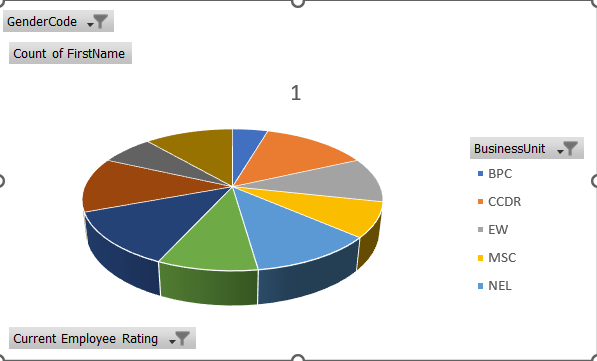 GenderCode
Count of FirstName
1
BusinessUnit
BPC
CCDR
EW
MSC
NEL
Current Employee Rating